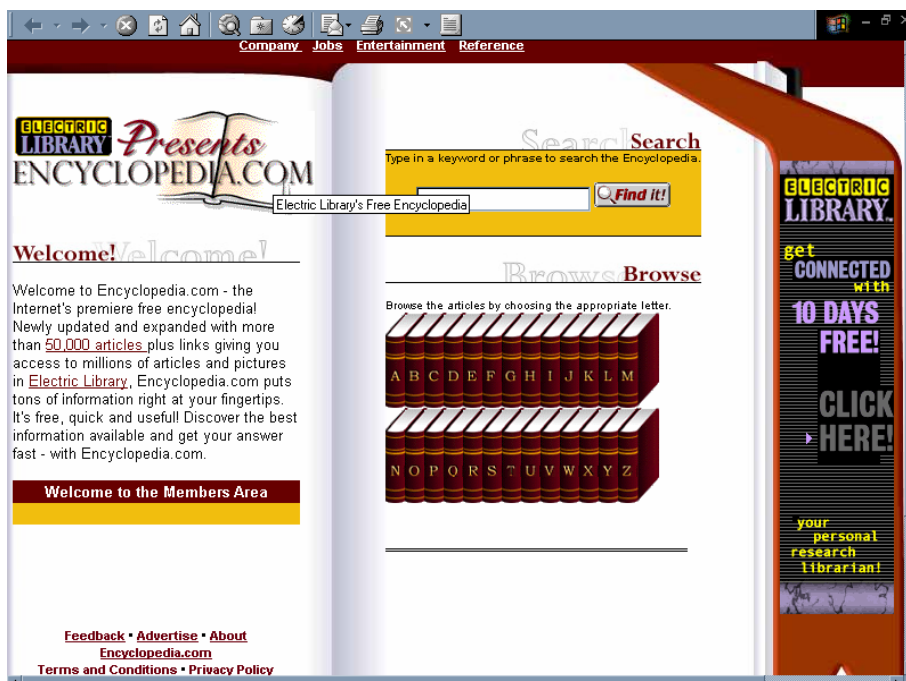 Company Jobs Entertainment Reference
ELECTRIC
LIBRARY Presents
ENCYCLOPEDIA.COM
Electric Library's Free Encyclopedia
Welcome! Welcome!
Welcome to Encyclopedia.com - the
Internet's premiere free encyclopedia!
Newly updated and expanded with more
than 50,000 articles plus links giving you
access to millions of articles and pictures
in Electric Library, Encyclopedia.com puts
tons of information right at your fingertips.
It's free, quick and useful! Discover the best
information available and get your answer
fast - with Encyclopedia.com.
Welcome to the Members Area
Feedback • Advertise • About
Encyclopedia.com
Terms and Conditions • Privacy Policy
Search Search
Type in a keyword or phrase to search the Encyclopedia.
Find it!
Browse Browse
Browse the articles by choosing the appropriate letter.
A B C D E F G H I J K L M
N O P Q R S T U V W X Y Z
ELECTRIC
LIBRARY™
get
CONNECTED
with
10 DAYS
FREE!
CLICK
HERE!
your
personal
research
librarian!